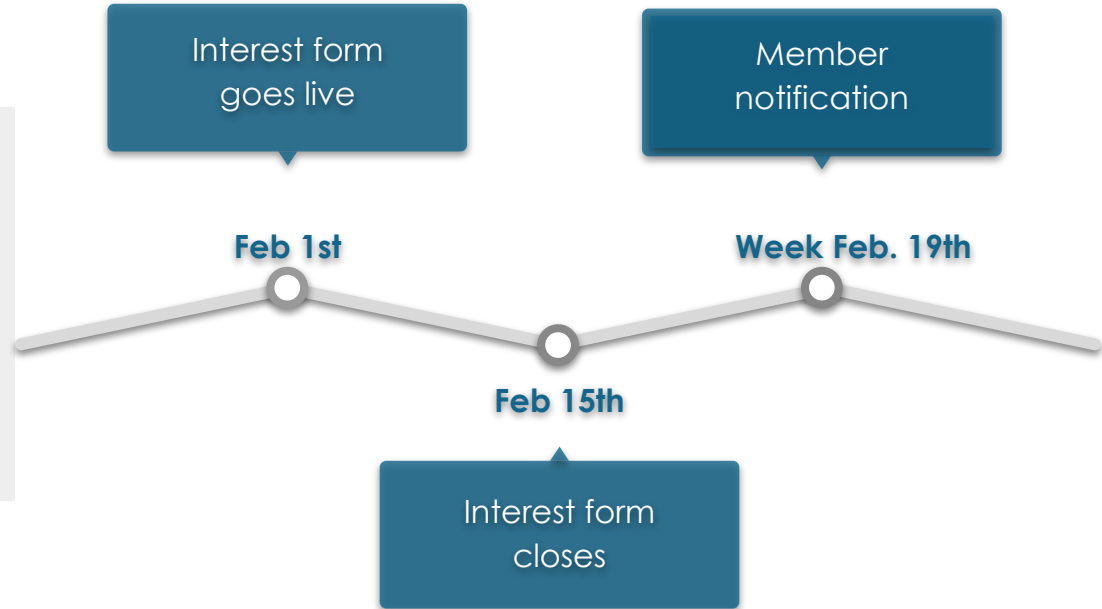 Interest form
goes live
Member
notification
Feb 1st
Week Feb. 19th
Feb 15th
Interest form
closes